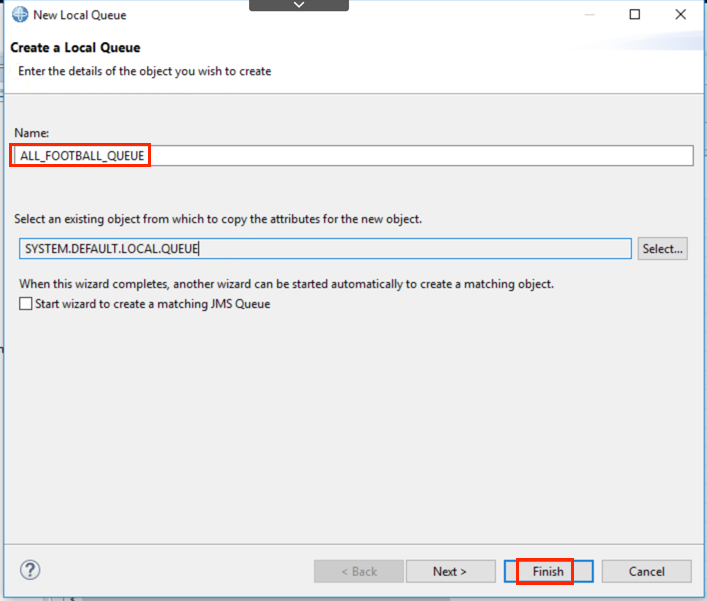 New Local Queue
Create a Local Queue
Enter the details of the object you wish to create
Name:
ALL_FOOTBALL_QUEUE
Select an existing object from which to copy the attributes for the new object.
SYSTEM.DEFAULT.LOCAL.QUEUE
Select...
When this wizard completes, another wizard can be started automatically to create a matching object.
Start wizard to create a matching JMS Queue
?
< Back
Next >
Finish
Cancel